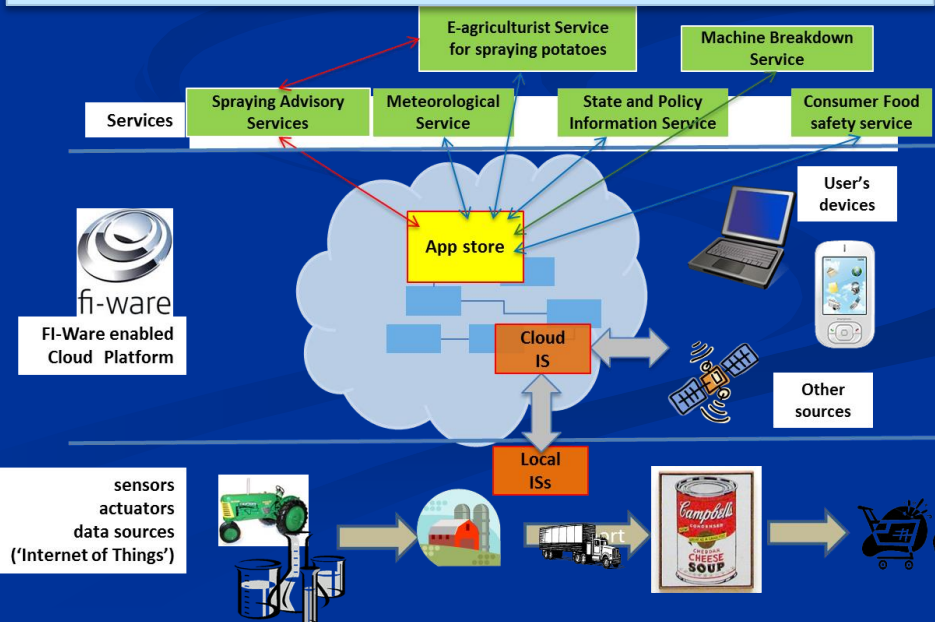 E-agriculturist Service
for spraying potatoes
Machine Breakdown
Service
Services
Spraying Advisory
Services
Meteorological
Service
State and Policy
Information Service
Consumer Food
safety service
User's
devices
App store
fi-ware
FI-Ware enabled
Cloud Platform
Cloud
IS
Other
sources
Local
ISs
sensors
actuators
data sources
('Internet of Things')
Campbell's
CONDENSED
CHEDDAR
CHEESE
SOUP